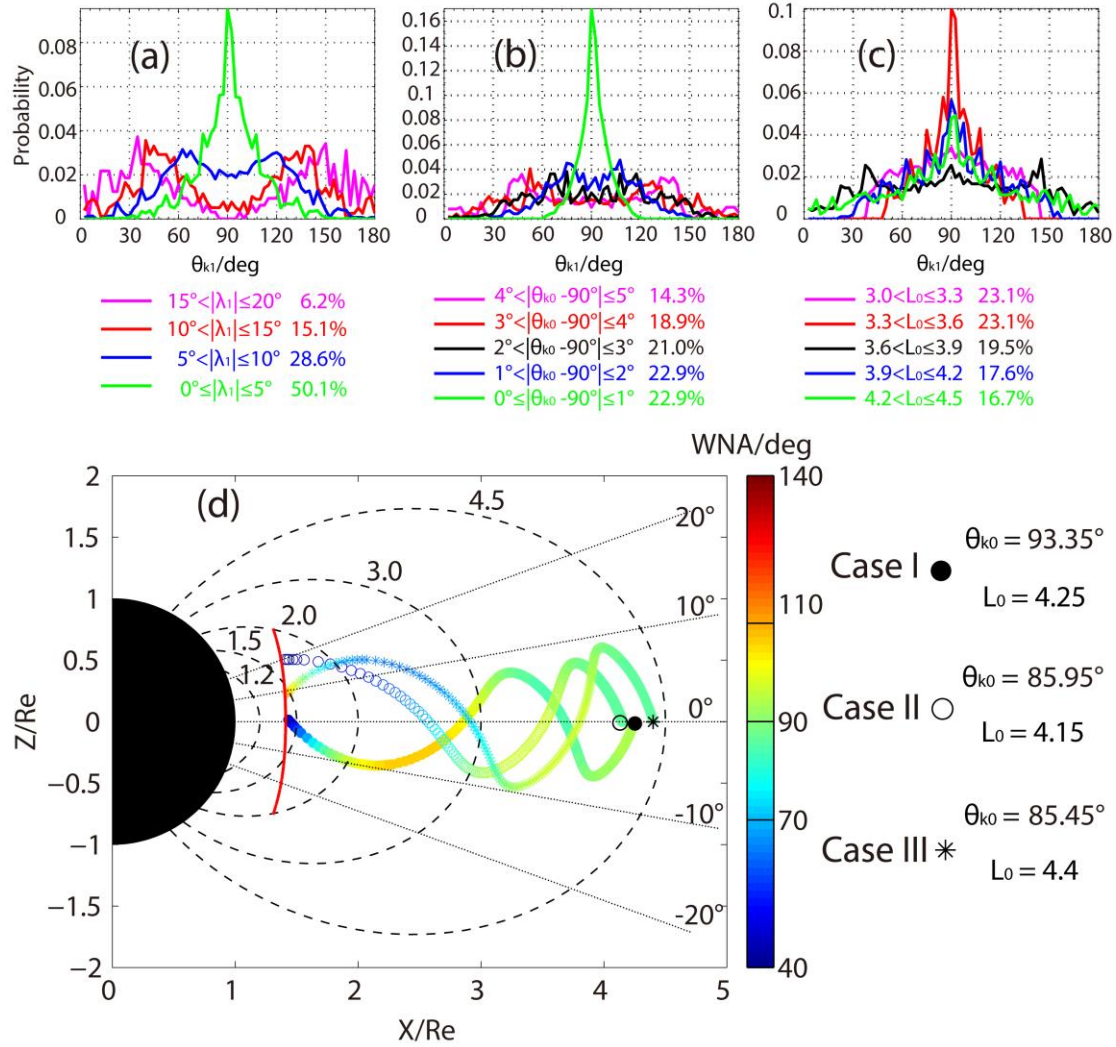 (a)
(b)
(c)
Probability
0.08
0.06
0.04
0.02
0
0.16
0.14
0.12
0.1
0.08
0.06
0.04
0.02
0
0.1
0.08
0.06
0.04
0.02
0
0 30 60 90 120 150 180
0 30 60 90 120 150 180
0 30 60 90 120 150 180
θk1/deg
θk1/deg
θk1/deg
15°<|λ1|≤20° 6.2%
10°<|λ1|≤15° 15.1%
5°<|λ1|≤10° 28.6%
0°≤|λ1|≤5° 50.1%
4°<|θk0 -90°|≤5° 14.3%
3°<|θk0 -90°|≤4° 18.9%
2°<|θk0 -90°|≤3° 21.0%
1°<|θk0 -90°|≤2° 22.9%
0°≤|θk0 -90°|≤1° 22.9%
3.0<L0≤3.3 23.1%
3.3<L0≤3.6 23.1%
3.6<L0≤3.9 19.5%
3.9<L0≤4.2 17.6%
4.2<L0≤4.5 16.7%
(d)
Z/Re
2
1.5
1
0.5
0
−0.5
−1
−1.5
−2
0 1 2 3 4 5
X/Re
4.5
3.0
2.0
1.5
1.2
20°
10°
0°
-10°
-20°
WNA/deg
140
110
90
70
40
Case I
θk0 = 93.35°
L0 = 4.25
Case II
θk0 = 85.95°
L0 = 4.15
Case III
θk0 = 85.45°
L0 = 4.4